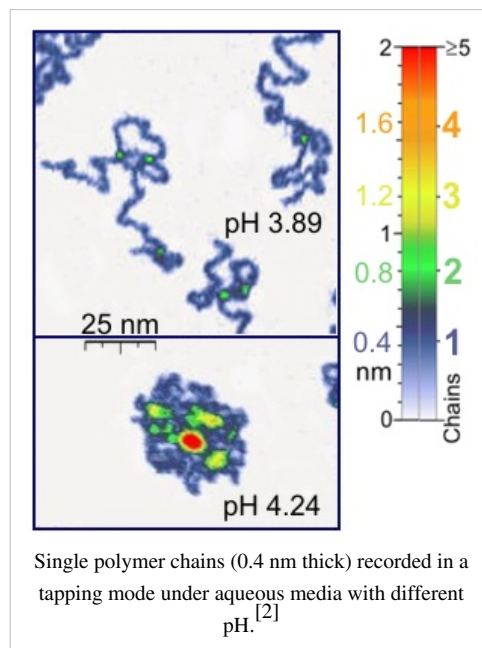 2
≥5
1.6
4
1.2
3
1
0.8
2
0.4
1
nm
0
Chains
pH 3.89
25 nm
pH 4.24
Single polymer chains (0.4 nm thick) recorded in a
tapping mode under aqueous media with different
pH.[2]